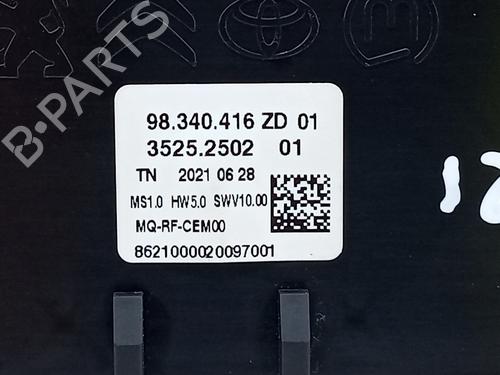 98.340.416 ZD 01
3525.2502 01
TN 2021 06 28
MS1.0 HW5.0 SWV10.00
MQ-RF-CEM00
8621000020097001
B-PARTS